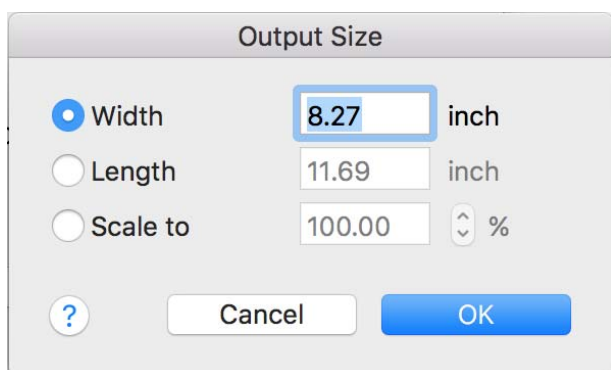 Output Size
Width 8.27 inch
Length 11.69 inch
Scale to 100.00 %
? Cancel OK